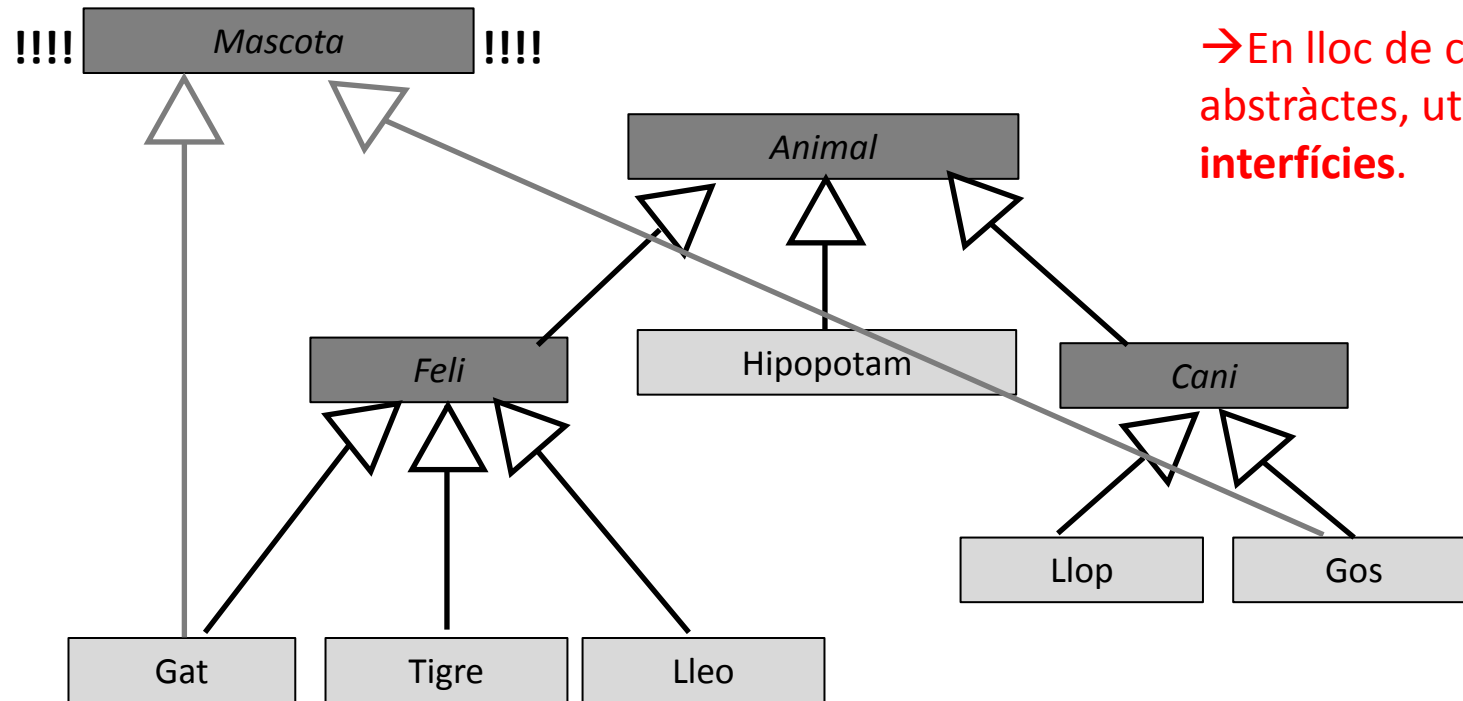 !!!! Mascota !!!!
→En lloc de c
abstràctes, ut
interfícies.
Animal
Feli
Hipopotam
Cani
Llop
Gos
Gat
Tigre
Lleo